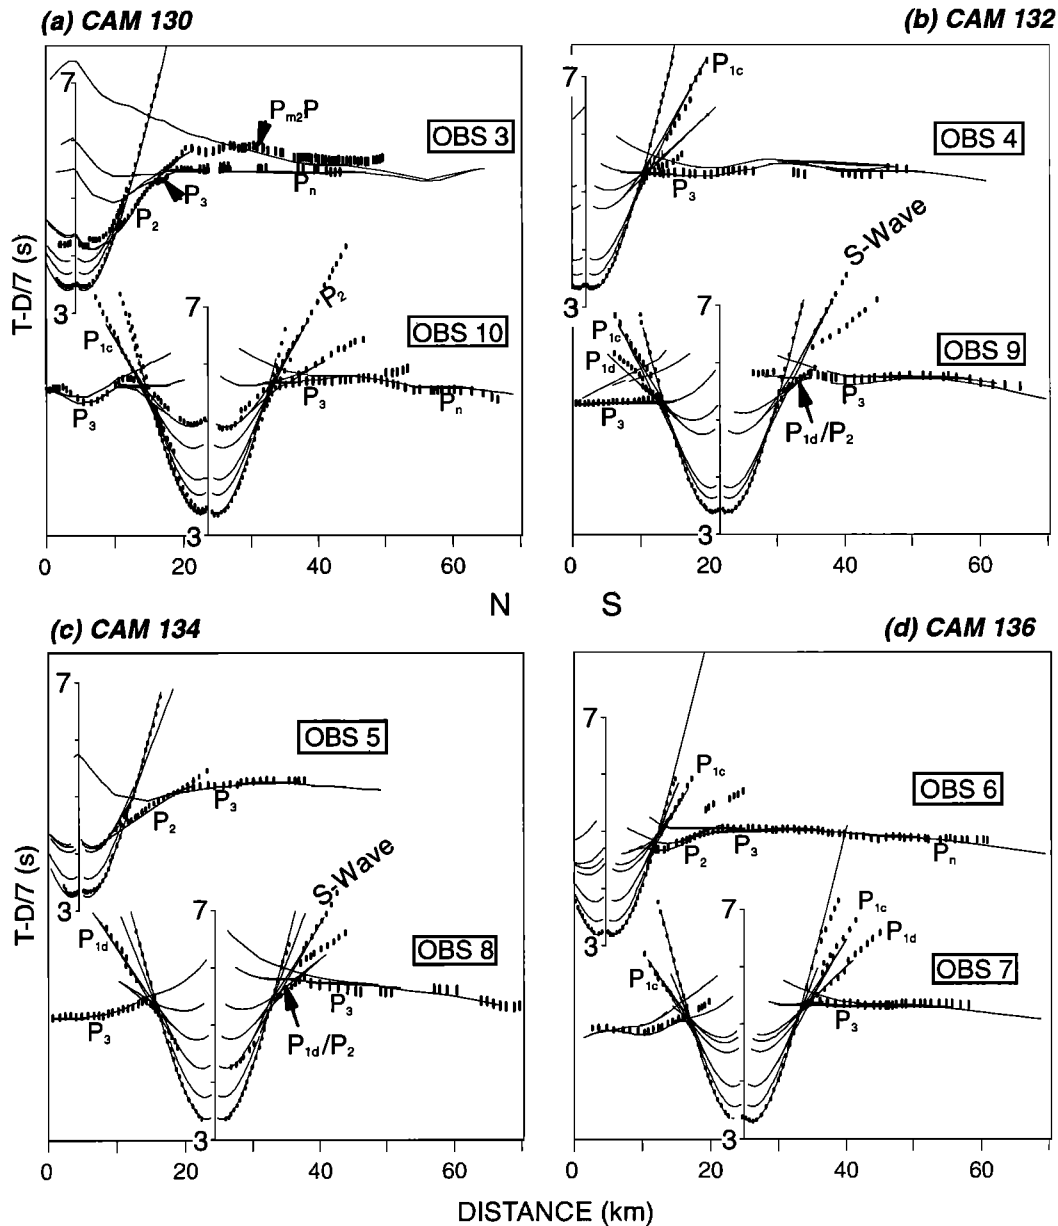 (a) CAM 130
(b) CAM 132
7
7
P1c
Pm2P
OBS 3
OBS 4
P3
Pn
P3
P2
S-Wave
T-D/7 (s)
3
7
P2
3
7
P1c
OBS 10
P1c
OBS 9
P1d
P3
Pn
P3
P3
P3
P1d/P2
3
3
0 20 40 60
0 20 40 60
N S
(c) CAM 134
(d) CAM 136
7
7
OBS 5
P1c
OBS 6
P3
P2
P2
P3
Pn
T-D/7 (s)
S-Wave
3
7
3
7
P1c
P1d
P1d
OBS 8
P1c
OBS 7
P3
P3
P3
P1d/P2
3
3
0 20 40 60
0 20 40 60
DISTANCE (km)